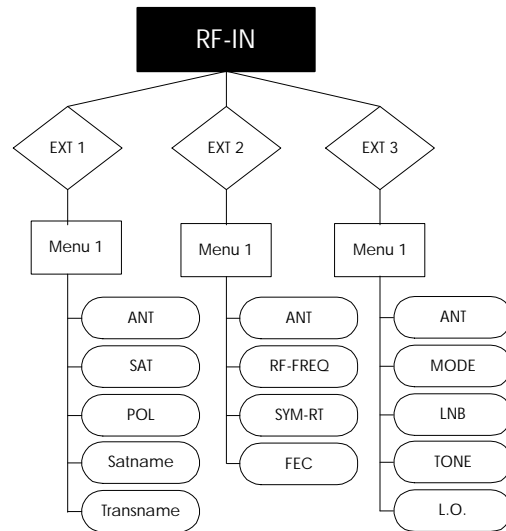 RF-IN
EXT 1
EXT 2
EXT 3
Menu 1
Menu 1
Menu 1
ANT
SAT
POL
Satname
Transname
ANT
RF-FREQ
SYM-RT
FEC
ANT
MODE
LNB
TONE
L.O.